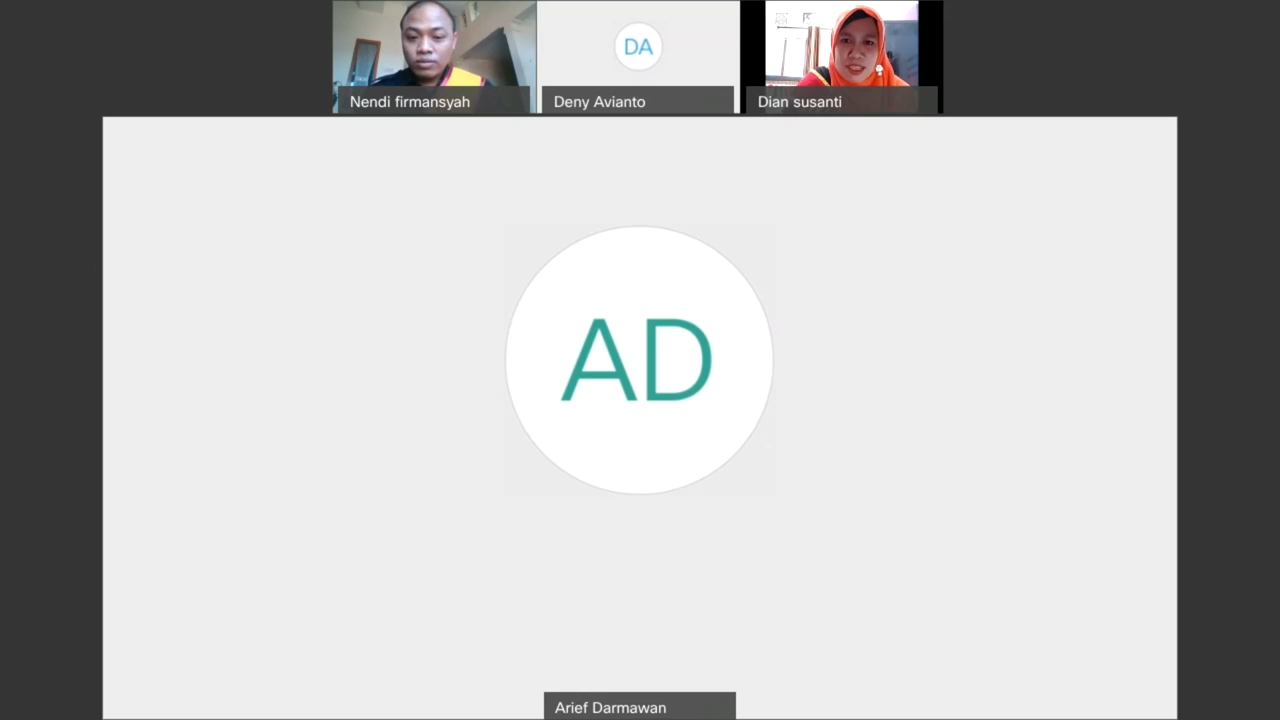 Nendi firmansyah
DA
Deny Avianto
Dian susanti
AD
Arief Darmawan